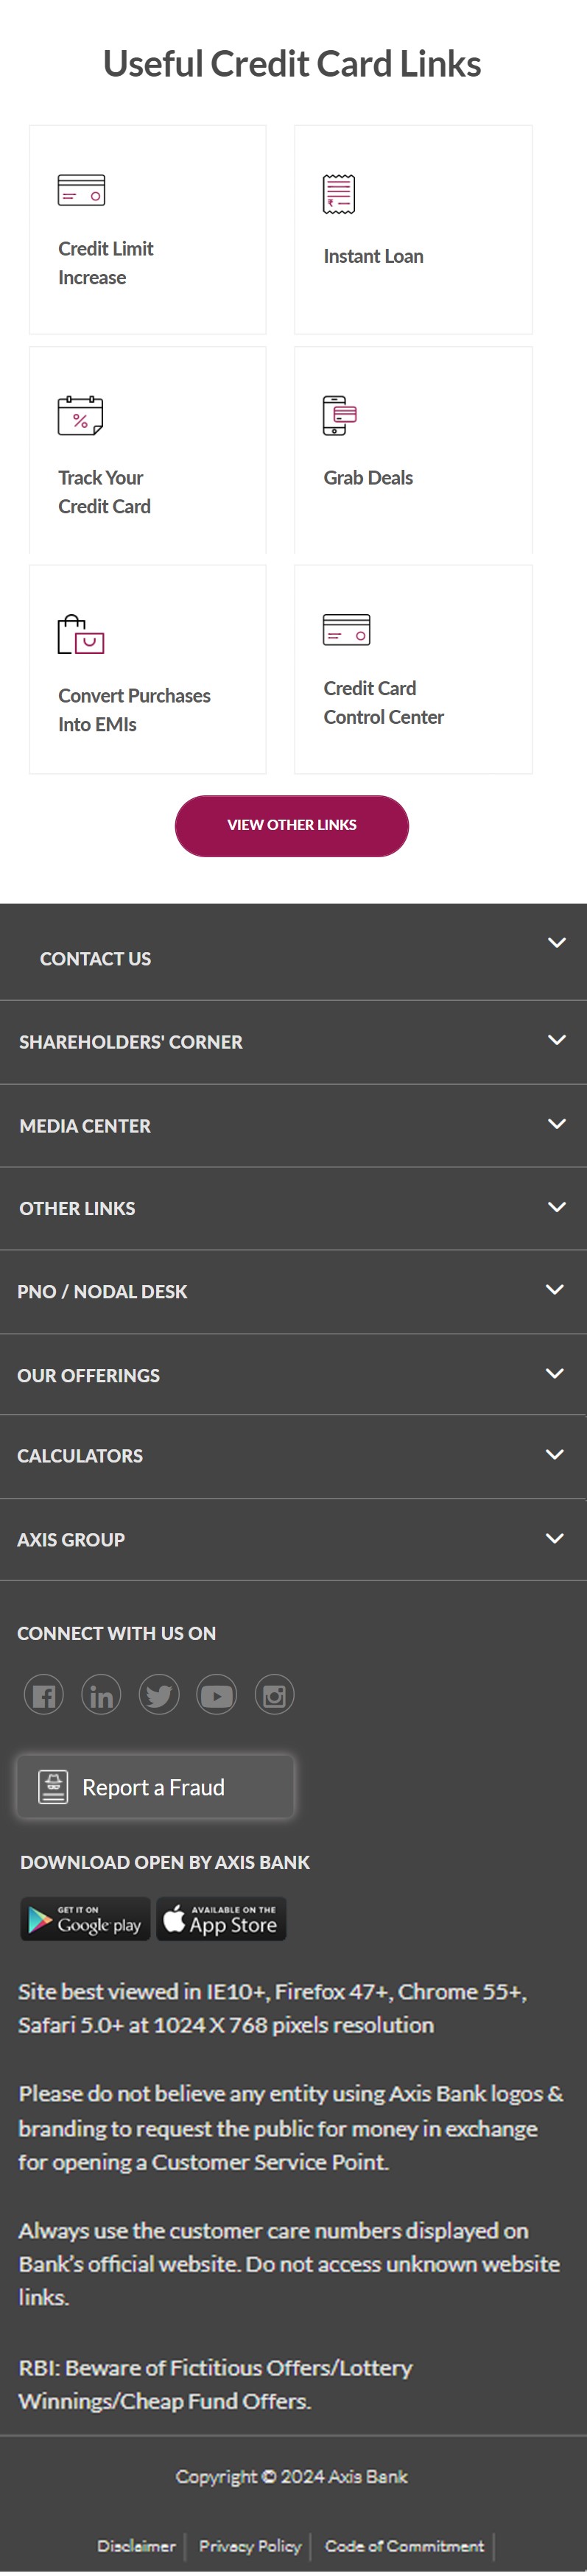 Useful Credit Card Links
Credit Limit
Increase
Instant Loan
Track Your
Credit Card
Grab Deals
Convert Purchases
Into EMIs
Credit Card
Control Center
VIEW OTHER LINKS
CONTACT US
SHAREHOLDERS' CORNER
MEDIA CENTER
OTHER LINKS
PNO / NODAL DESK
OUR OFFERINGS
CALCULATORS
AXIS GROUP
CONNECT WITH US ON
Report a Fraud
DOWNLOAD OPEN BY AXIS BANK
GET IT ON
Google play
AVAILABLE ON THE
App Store
Site best viewed in IE10+, Firefox 47+, Chrome 55+,
Safari 5.0+ at 1024 X 768 pixels resolution
Please do not believe any entity using Axis Bank logos &
branding to request the public for money in exchange
for opening a Customer Service Point.
Always use the customer care numbers displayed on
Bank’s official website. Do not access unknown website
links.
RBI: Beware of Fictitious Offers/Lottery
Winnings/Cheap Fund Offers.
Copyright © 2024 Axis Bank
Disclaimer | Privacy Policy | Code of Commitment |